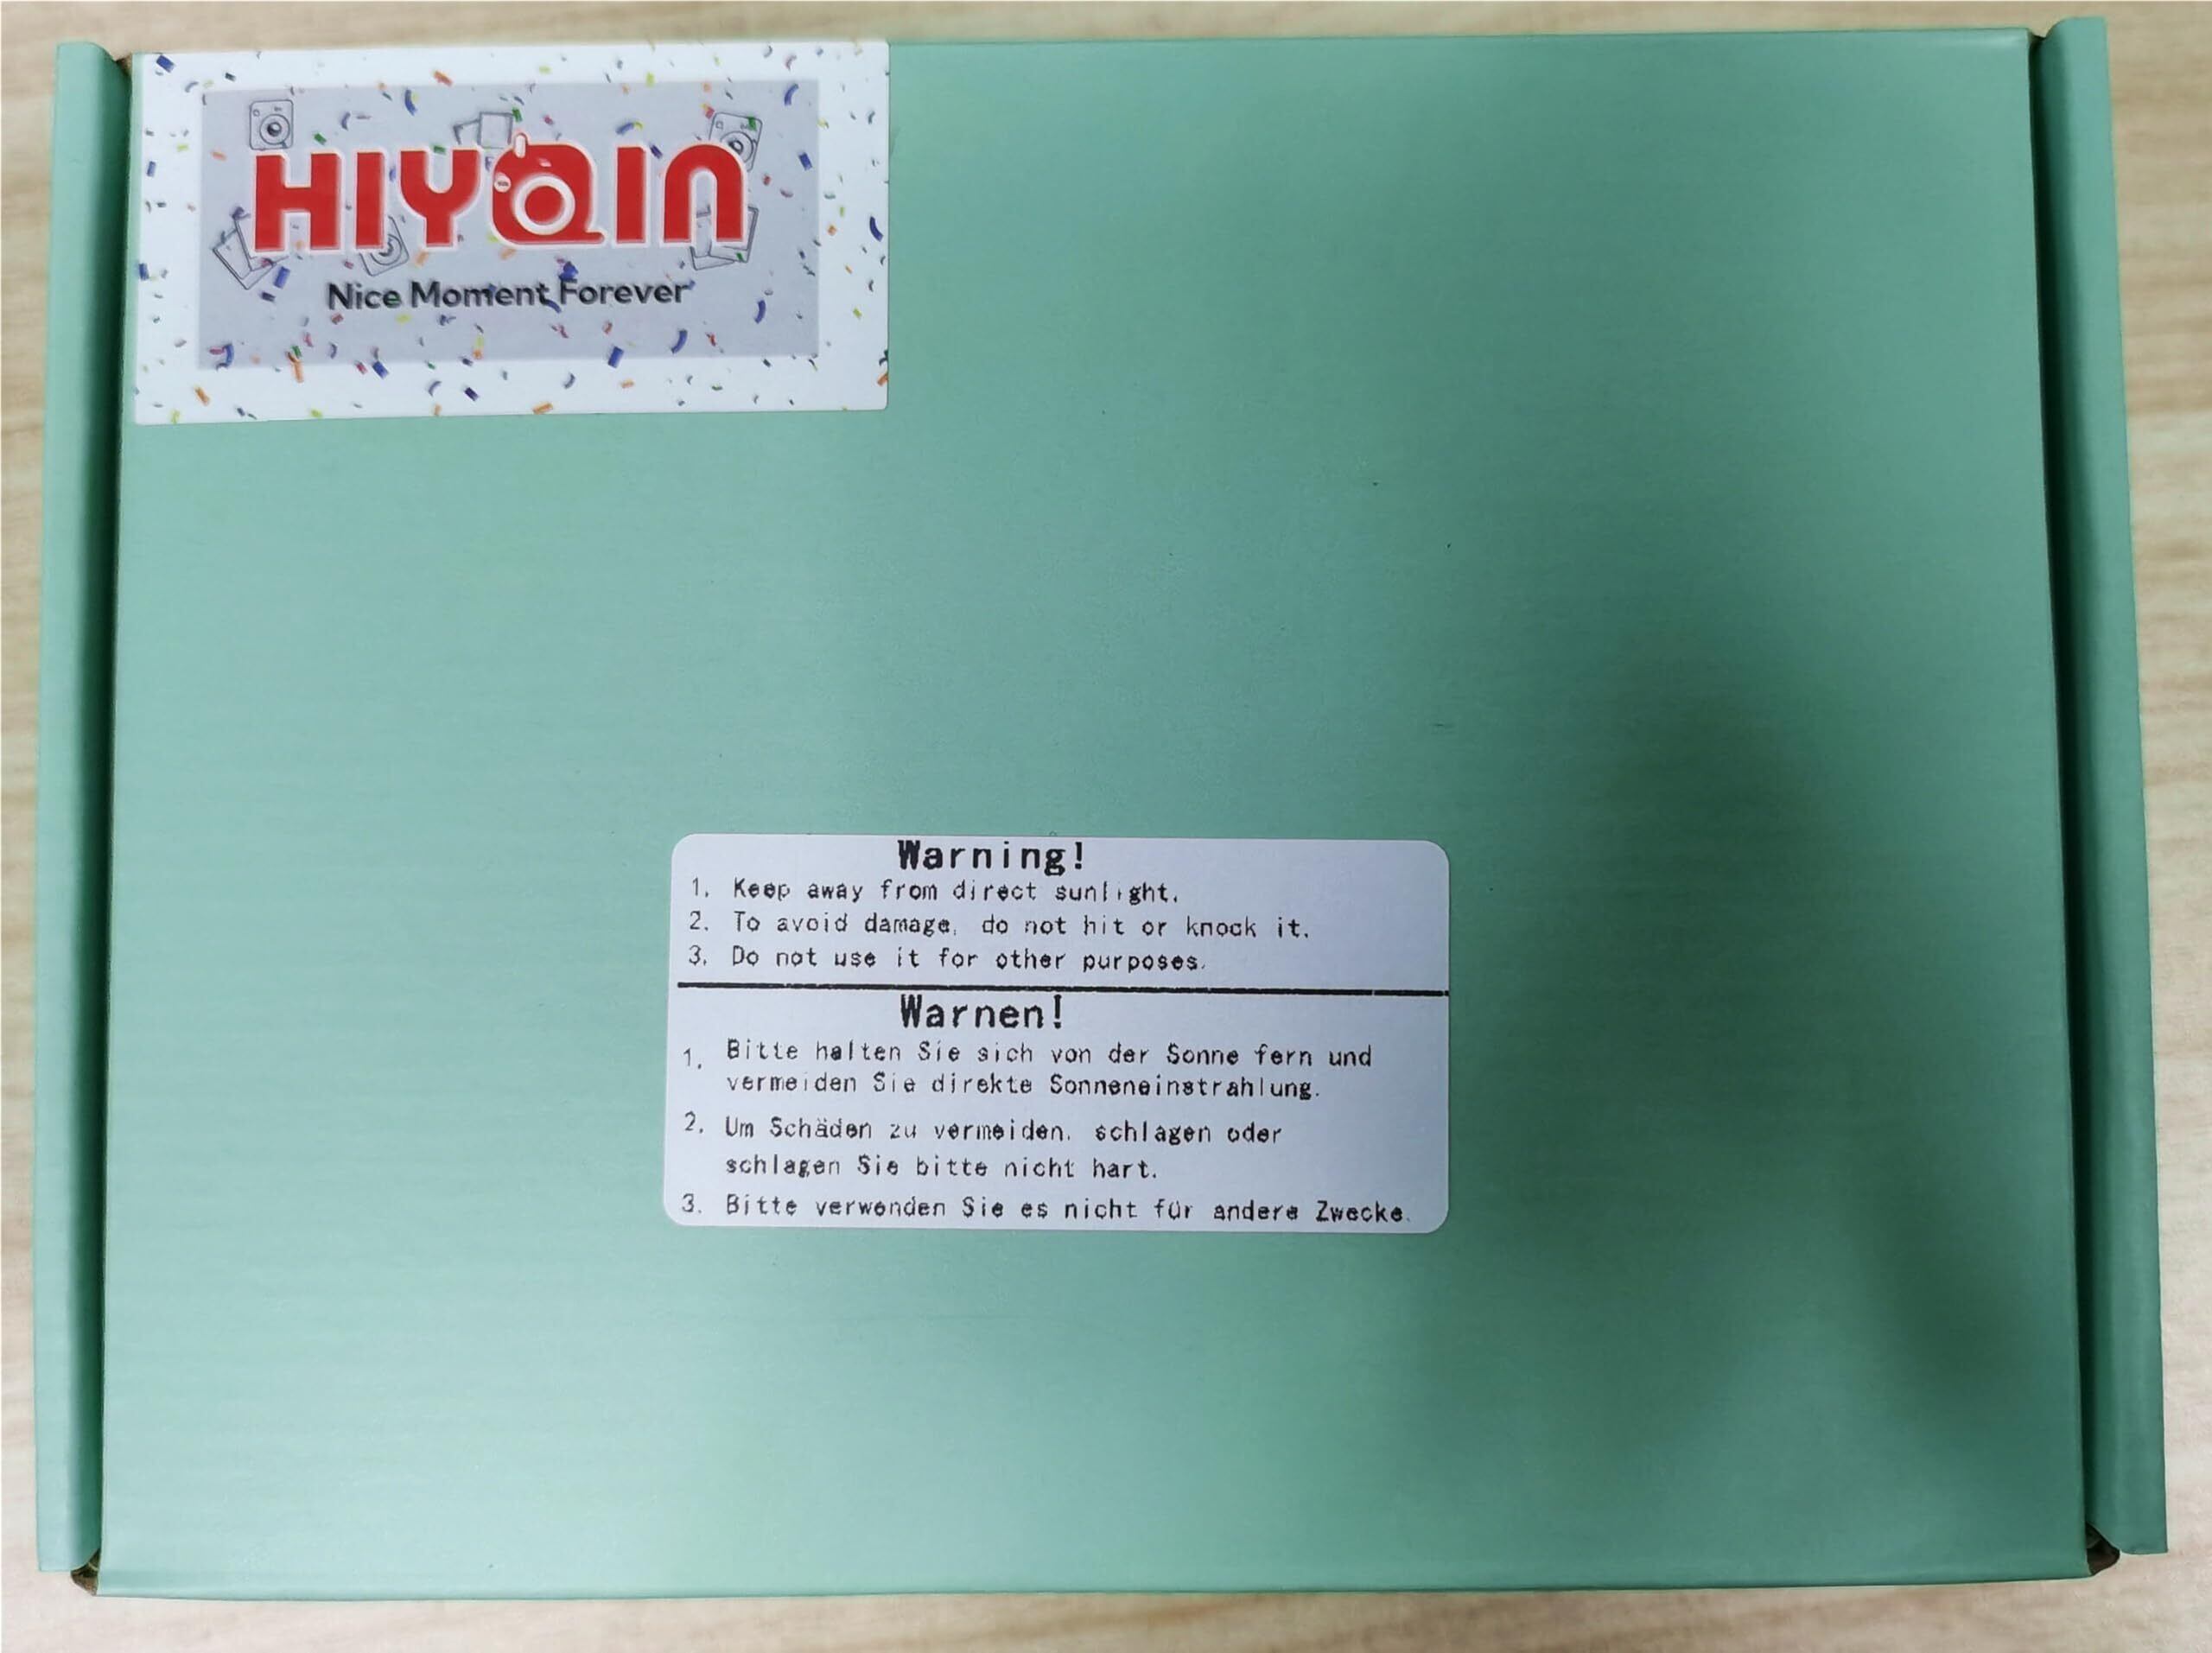 HIYQIN
Nice Moment Forever
Warning!
1. Keep away from direct sunlight.
2. To avoid damage, do not hit or knock it.
3. Do not use it for other purposes.
Warnen!
1. Bitte halten Sie sich von der Sonne fern und
vermeiden Sie direkte Sonneneinstrahlung.
2. Um Schäden zu vermeiden, schlagen oder
schlagen Sie bitte nicht hart.
3. Bitte verwenden Sie es nicht für andere Zwecke.